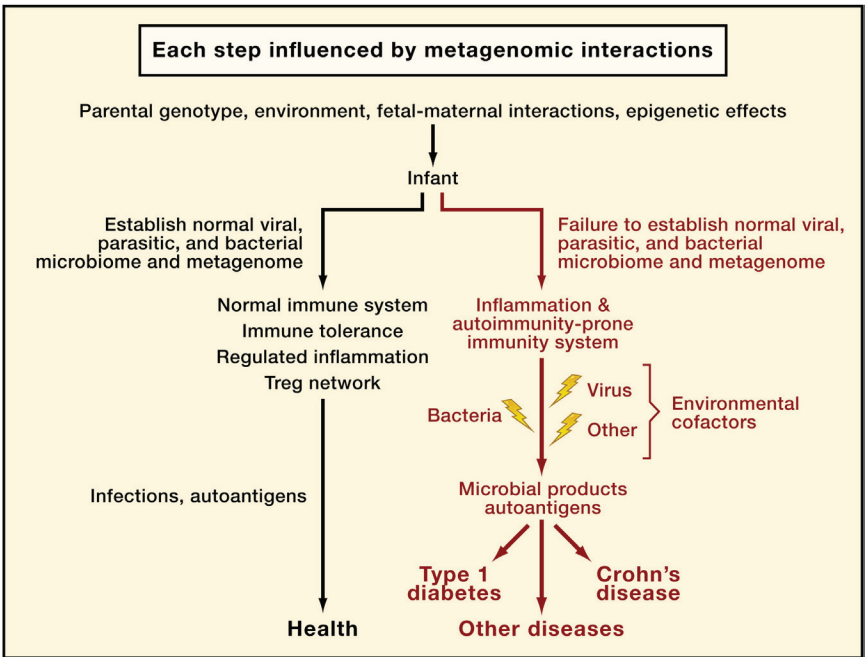 Each step influenced by metagenomic interactions
Parental genotype, environment, fetal-maternal interactions, epigenetic effects
Infant
Establish normal viral,
parasitic, and bacterial
microbiome and metagenome
Failure to establish normal viral,
parasitic, and bacterial
microbiome and metagenome
Normal immune system
Immune tolerance
Regulated inflammation
Treg network
Inflammation &
autoimmunity-prone
immunity system
Bacteria
Virus
Other
Environmental
cofactors
Infections, autoantigens
Microbial products
autoantigens
Type 1
diabetes
Crohn's
disease
Health
Other diseases